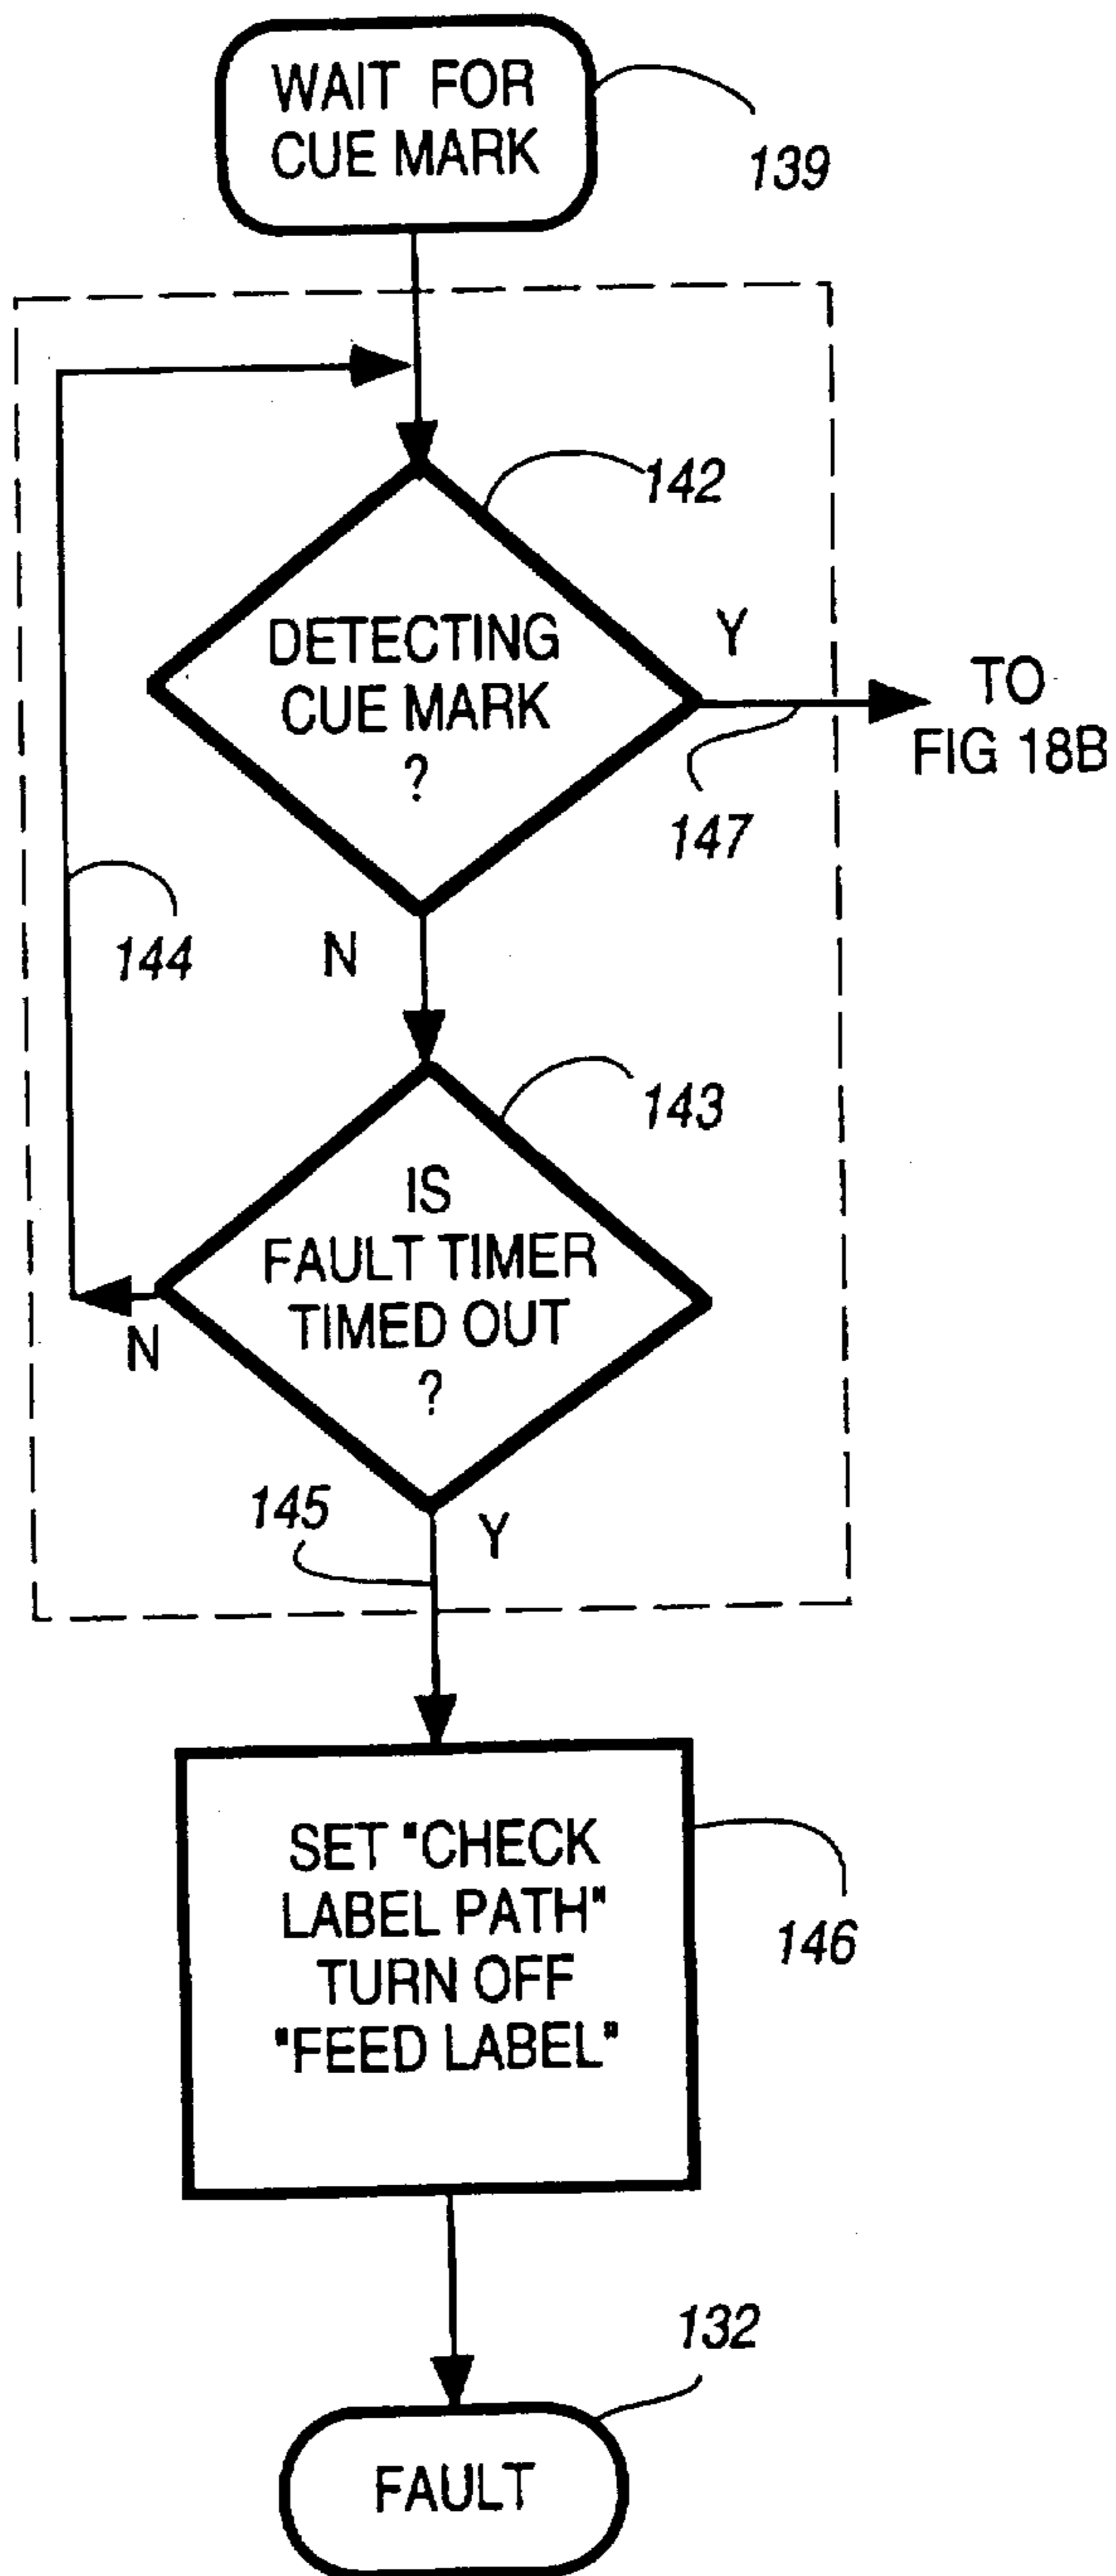 WAIT FOR
CUE MARK
139
142
DETECTING
CUE MARK
?
Y
TO
FIG 18B
147
144
N
143
IS
FAULT TIMER
TIMED OUT
?
N
145
Y
SET "CHECK
LABEL PATH"
TURN OFF
"FEED LABEL"
146
132
FAULT